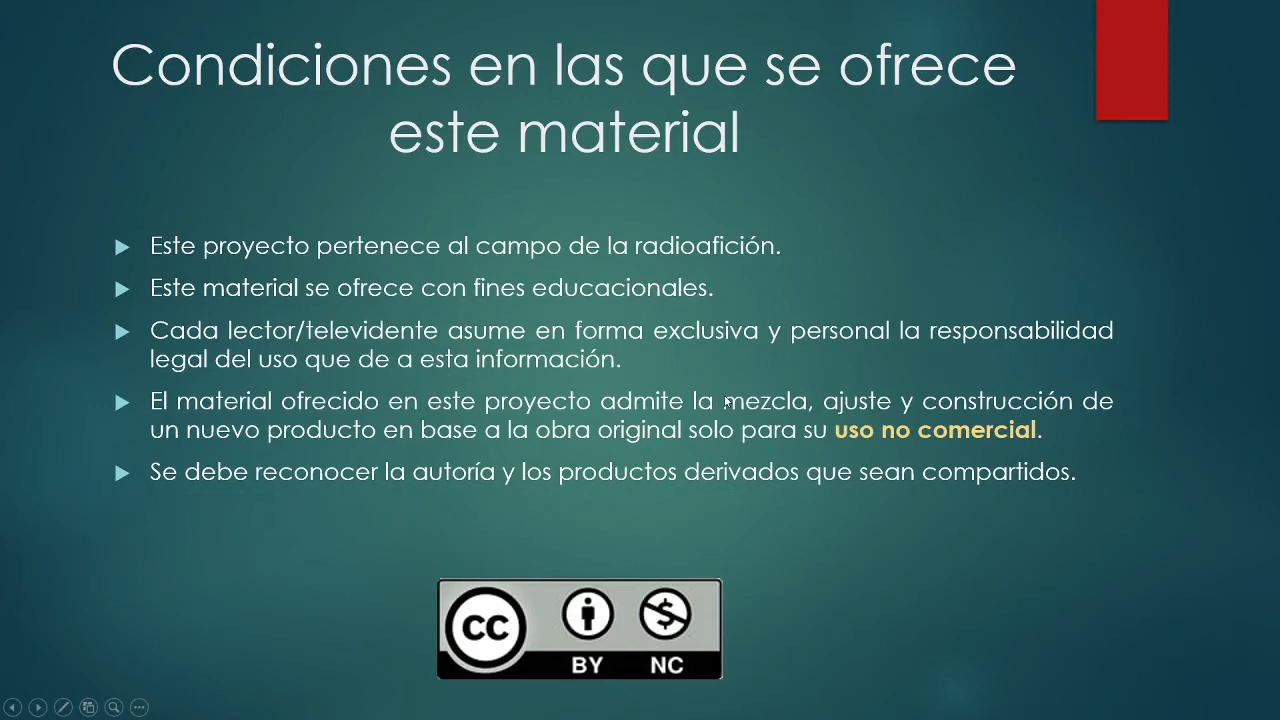 Condiciones en las que se ofrece
este material
Este proyecto pertenece al campo de la radioafición.
Este material se ofrece con fines educacionales.
Cada lector/televidente asume en forma exclusiva y personal la responsabilidad
legal del uso que de a esta información.
El material ofrecido en este proyecto admite la mezcla, ajuste y construcción de
un nuevo producto en base a la obra original solo para su uso no comercial.
Se debe reconocer la autoría y los productos derivados que sean compartidos.
CC
BY NC